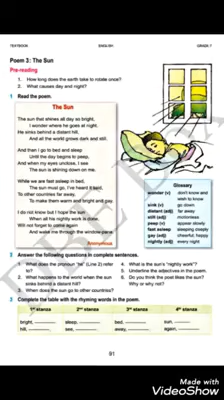 TEXTBOOK ENGLISH GRADE 7
Poem 3: The Sun
Pre-reading
1. How long does the earth take to rotate once?
2. What causes day and night?
1 Read the poem.
The Sun
The sun that shines all day so bright,
I wonder where he goes at night.
He sinks behind a distant hill,
And all the world grows dark and still.
And then I go to bed and sleep
Until the day begins to peep,
And when my eyes unclose, I see
The sun is shining down on me.
While we are fast asleep in bed,
The sun must go, I've heard it said,
To other countries far away,
To make them warm and bright and gay.
I do not know but I hope the sun
When all his nightly work is done,
Will not forget to come again
And wake me through the window-pane.
Anonymous
Glossary
wonder (v) don't know and wish to know
sink (v) go down
distant (adj) far away
still (adj) motionless
peep (v) appear slowly
fast asleep sleeping deeply
gay (adj) cheerful, happy
nightly (adj) every night
2 Answer the following questions in complete sentences.
1. What does the pronoun "he" (Line 2) refer to?
2. What happens to the world when the sun sinks behind a distant hill?
3. When does the sun go to other countries?
4. What is the sun's "nightly work"?
5. Underline the adjectives in the poem.
6. Do you think the poet likes the sun? Why or why not?
3 Complete the table with the rhyming words in the poem.
1st stanza 2nd stanza 3rd stanza 4th stanza
bright, sleep, bed, sun,
hill, see, away, again,
91
Made with
VideoShow